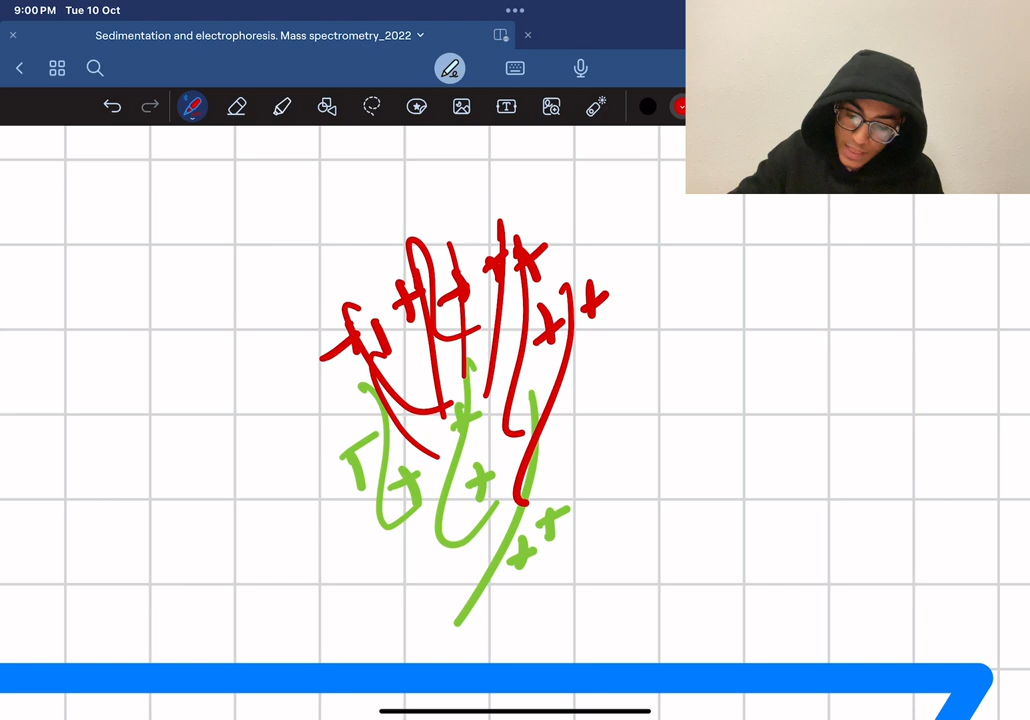 9:00 PM Tue 10 Oct
Sedimentation and electrophoresis. Mass spectrometry_2022
T